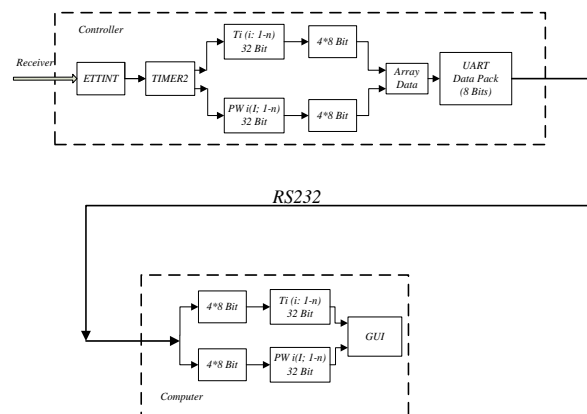 Controller
Receiver
ETTINT
TIMER2
Ti (i: 1-n)
32 Bit
4*8 Bit
PW i(I; 1-n)
32 Bit
4*8 Bit
Array
Data
UART
Data Pack
(8 Bits)
RS232
4*8 Bit
Ti (i: 1-n)
32 Bit
4*8 Bit
PW i(I; 1-n)
32 Bit
GUI
Computer